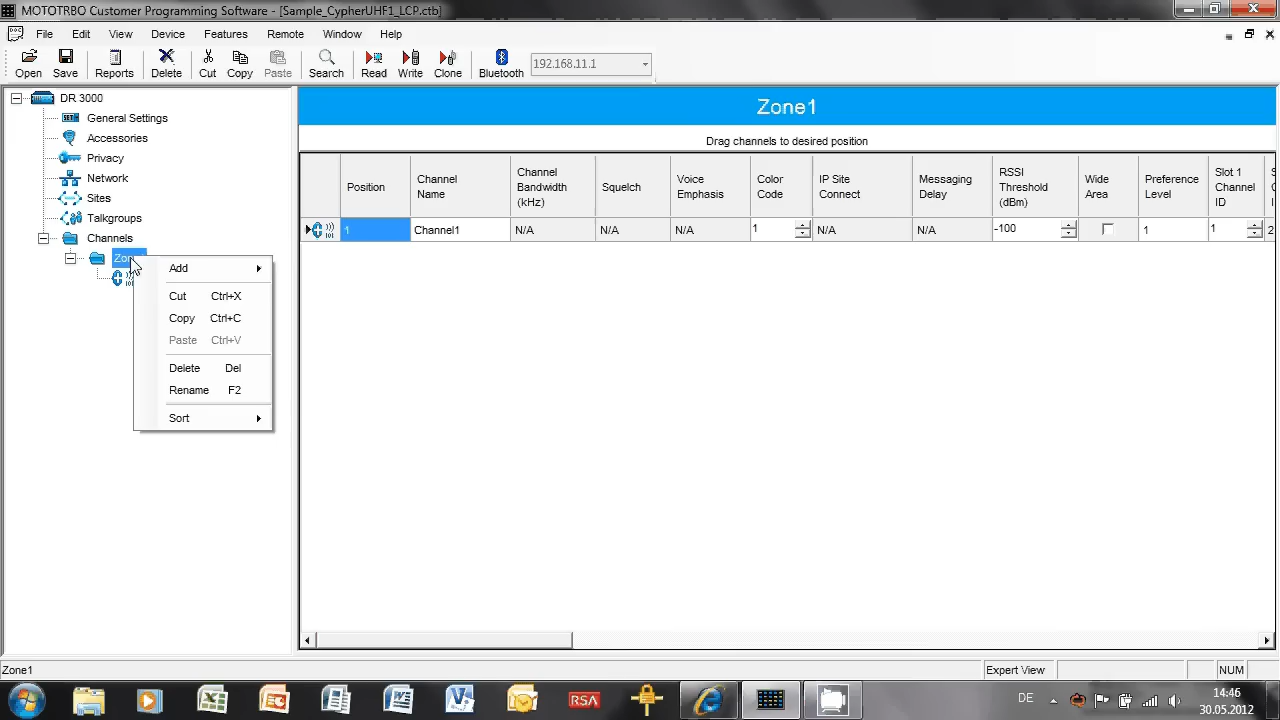 MOTOTRBO Customer Programming Software - [Sample_CypherUHF1_LCP.ctb]
File Edit View Device Features Remote Window Help
Open Save Reports Delete Cut Copy Paste Search Read Write Clone Bluetooth 192.168.11.1
DR 3000
General Settings
Accessories
Privacy
Network
Sites
Talkgroups
Channels
Add
Cut Ctrl+X
Copy Ctrl+C
Paste Ctrl+V
Delete Del
Rename F2
Sort
Zone1
Drag channels to desired position
Position
Channel Name
Channel Bandwidth (kHz)
Squelch
Voice Emphasis
Color Code
IP Site Connect
Messaging Delay
RSSI Threshold (dBm)
Wide Area
Preference Level
Slot 1 Channel ID
1 Channel1 N/A N/A N/A 1 N/A N/A -100 1 1 2
Zone1 Expert View NUM
RSA DE 14:46
30.05.2012